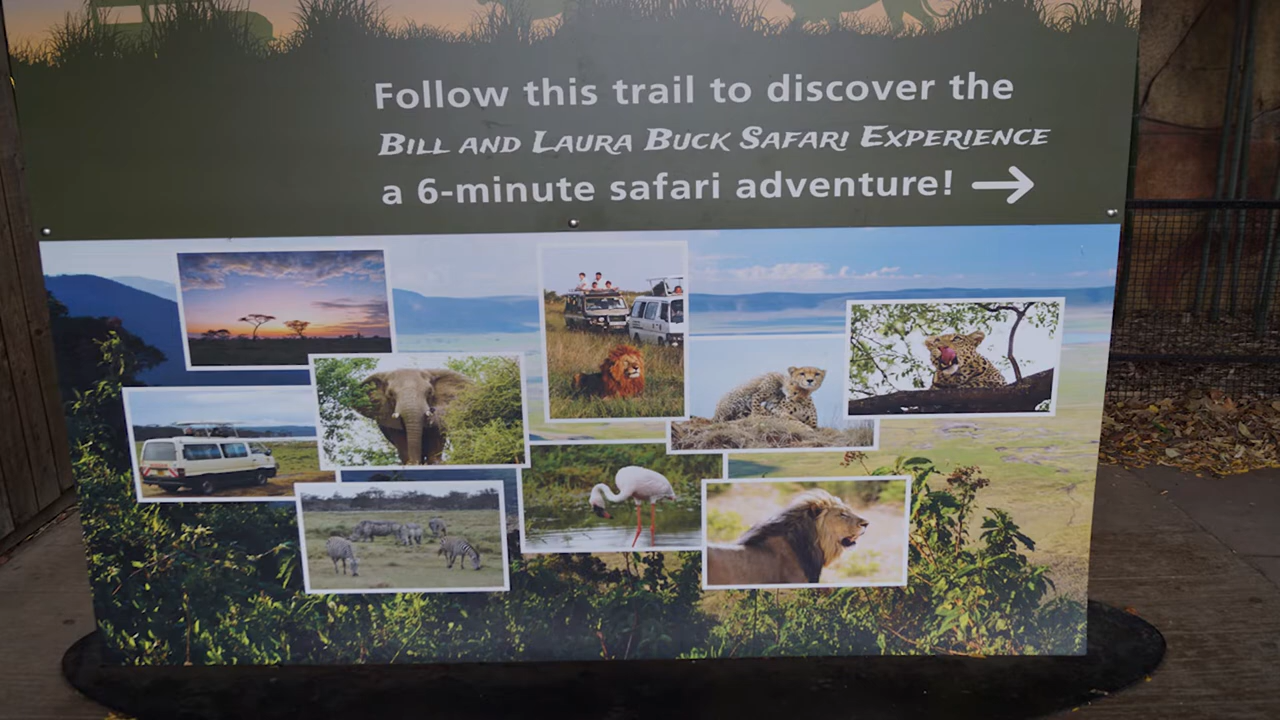 Follow this trail to discover the
BILL AND LAURA BUCK SAFARI EXPERIENCE
a 6-minute safari adventure! →